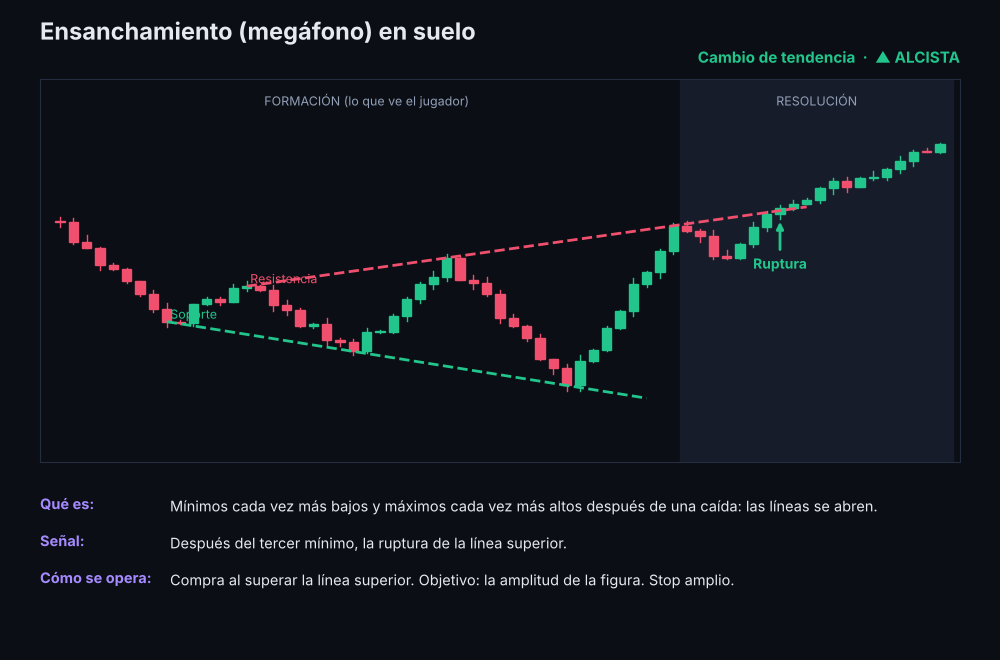 Ensanchamiento (megáfono) en suelo
Cambio de tendencia · ▲ ALCISTA
FORMACIÓN (lo que ve el jugador)
RESOLUCIÓN
Resistencia
Soporte
Ruptura
Qué es: Mínimos cada vez más bajos y máximos cada vez más altos después de una caída: las líneas se abren.
Señal: Después del tercer mínimo, la ruptura de la línea superior.
Cómo se opera: Compra al superar la línea superior. Objetivo: la amplitud de la figura. Stop amplio.